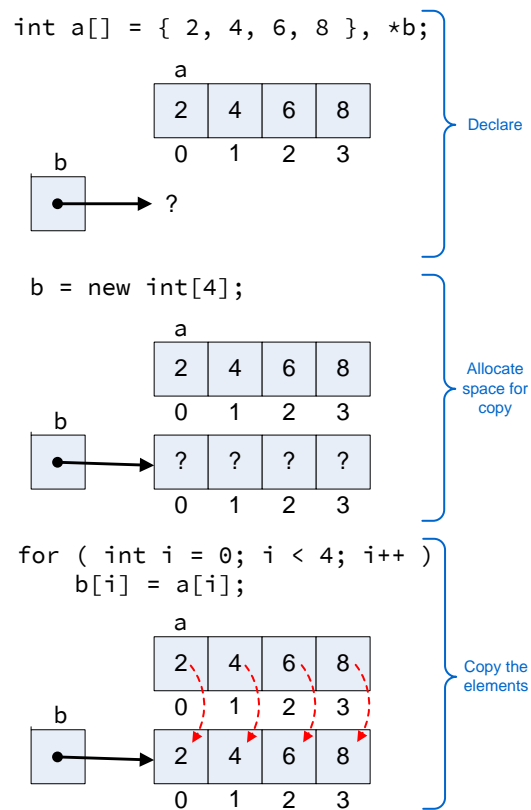 int a[] = { 2, 4, 6, 8 }, *b;
a
2 4 6 8
0 1 2 3
b
?
Declare
b = new int[4];
a
2 4 6 8
0 1 2 3
b
? ? ? ?
0 1 2 3
Allocate
space for
copy
for ( int i = 0; i < 4; i++ )
b[i] = a[i];
a
2 4 6 8
0 1 2 3
b
2 4 6 8
0 1 2 3
Copy the
elements